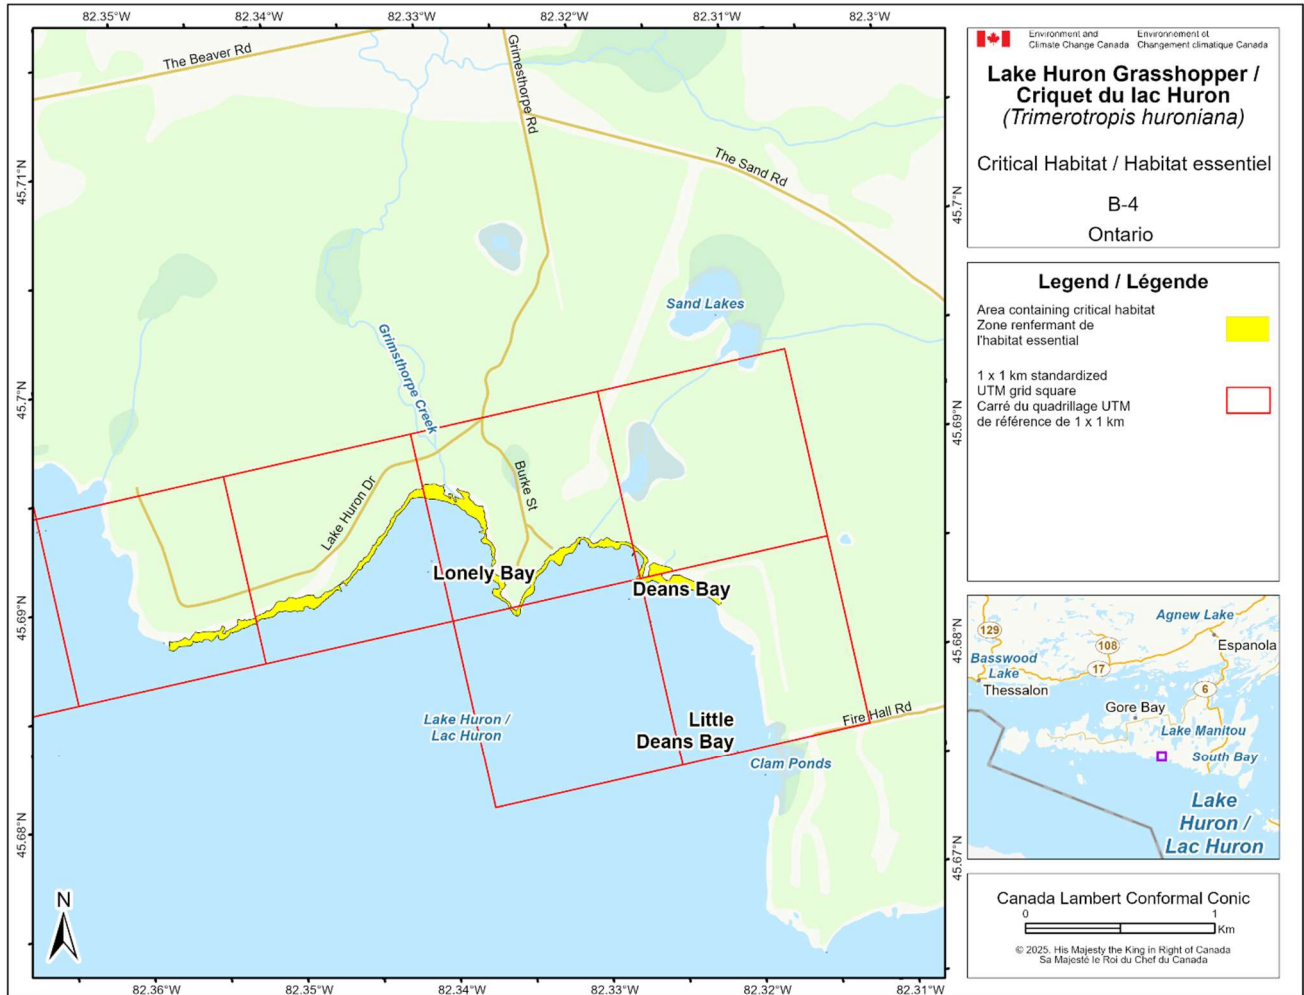 82.35°W
82.34°W
82.33°W
82.32°W
82.31°W
82.3°W
45.71°N
45.7°N
45.69°N
45.68°N
The Beaver Rd
Grimesthorpe Rd
The Sand Rd
Sand Lakes
Grimsthorpe Creek
Lake Huron Dr
Burke St
Lonely Bay
Deans Bay
Lake Huron /
Lac Huron
Little
Deans Bay
Fire Hall Rd
Clam Ponds
N
45.7°N
45.69°N
45.68°N
45.67°N
82.36°W
82.35°W
82.34°W
82.33°W
82.32°W
82.31°W
Environment and
Climate Change Canada
Environnement et
Changement climatique Canada
Lake Huron Grasshopper /
Criquet du lac Huron
(Trimerotropis huroniana)
Critical Habitat / Habitat essentiel
B-4
Ontario
Legend / Légende
Area containing critical habitat
Zone renfermant de
l'habitat essential
1 x 1 km standardized
UTM grid square
Carré du quadrillage UTM
de référence de 1 x 1 km
Agnew Lake
129
108
Espanola
Basswood
Lake
17
Thessalon
6
Gore Bay
Lake Manitou
South Bay
Lake
Huron /
Lac Huron
Canada Lambert Conformal Conic
0 1
Km
© 2025. His Majesty the King in Right of Canada
Sa Majesté le Roi du Chef du Canada